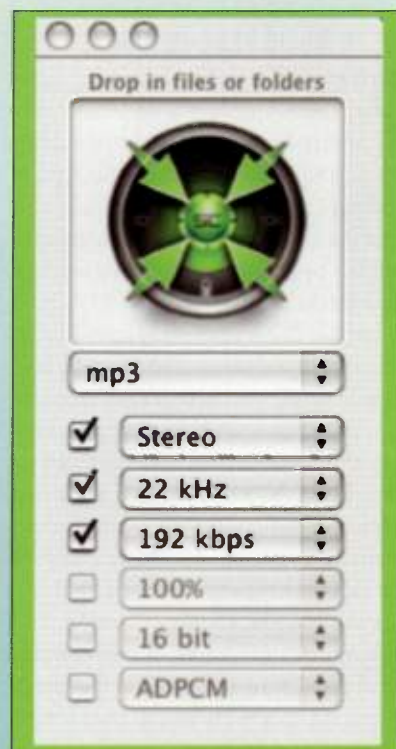 Drop in files or folders
mp3
Stereo
22 kHz
192 kbps
100%
16 bit
ADPCM